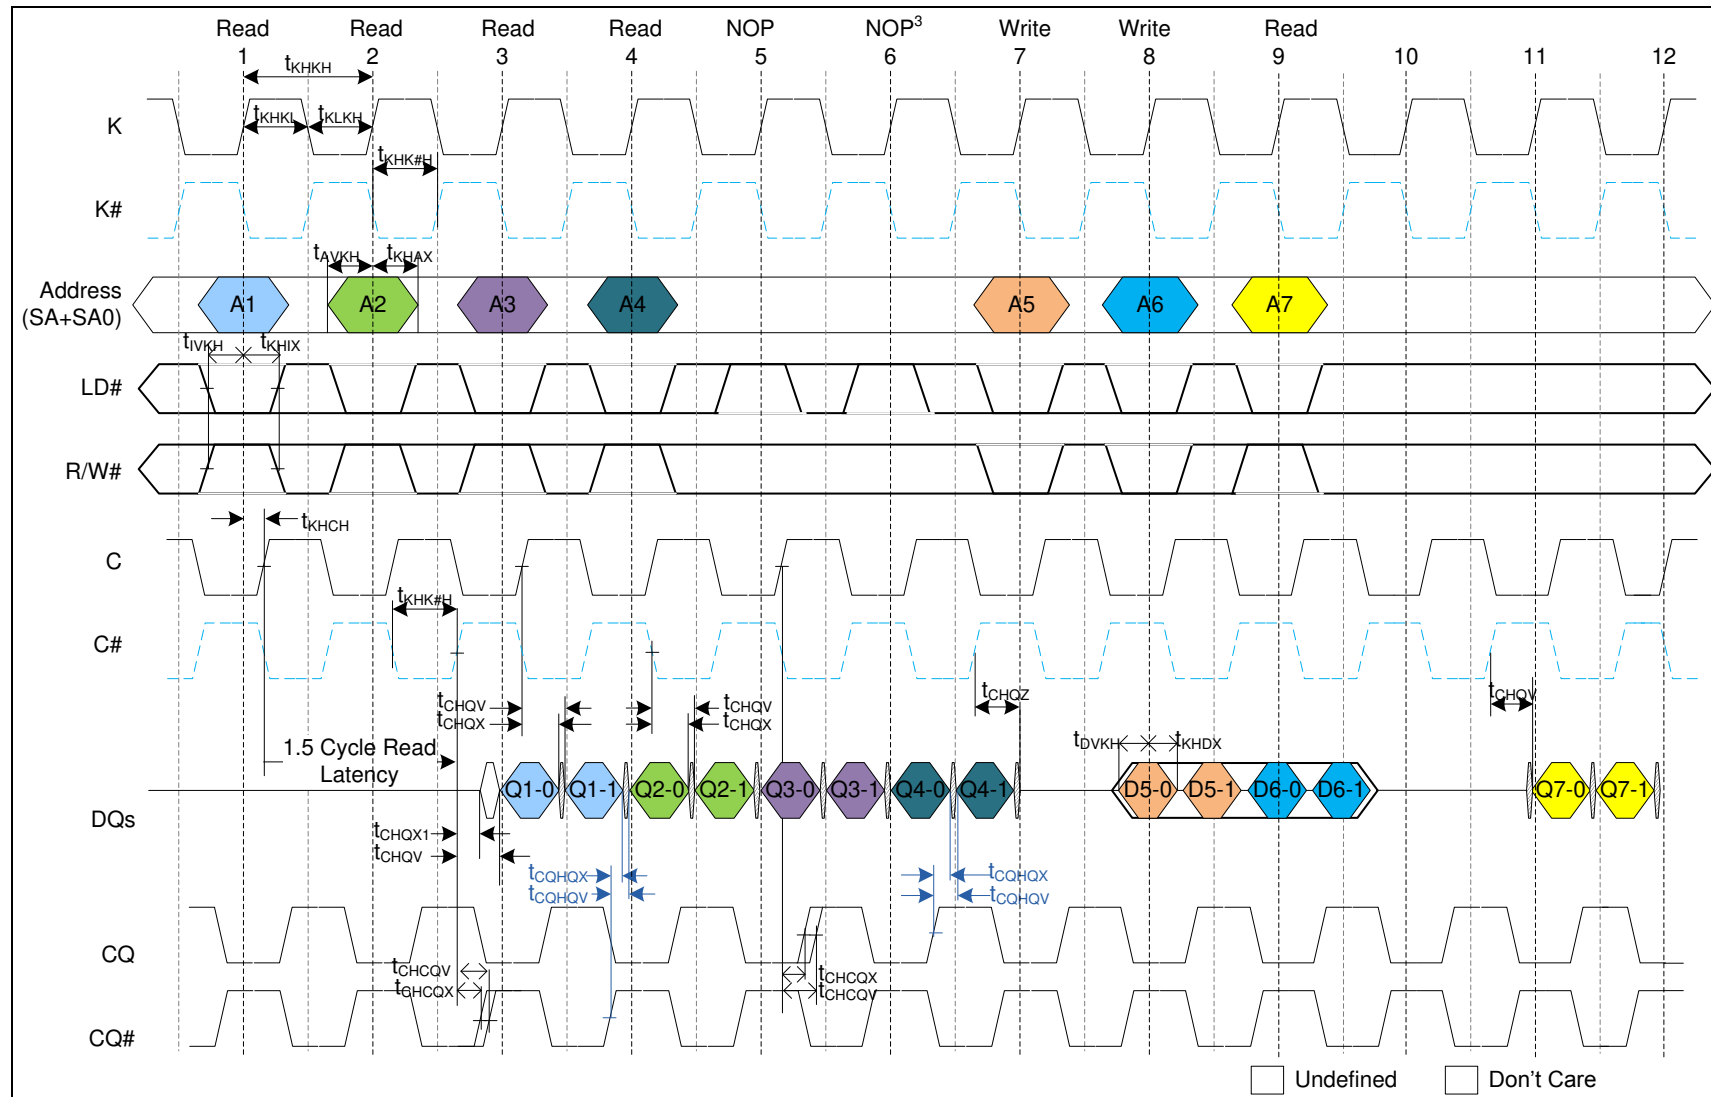 Read Read Read Read NOP NOP3 Write Write Read
1 2 3 4 5 6 7 8 9 10 11 12
tKHKH
K
tKHKL tKLKH
tKHK#H
K#
tAVKH tKHAX
Address
(SA+SA0)
A1 A2 A3 A4 A5 A6 A7
tIVKH tKHIX
LD#
R/W#
tKHCH
C
tKHK#H
C#
tCHQV tCHQV tCHQZ tCHQV
tCHQX tCHQX
tDVKH tKHDX
1.5 Cycle Read
Latency
Q1-0 Q1-1 Q2-0 Q2-1 Q3-0 Q3-1 Q4-0 Q4-1 D5-0 D5-1 D6-0 D6-1 Q7-0 Q7-1
DQs
tCHQX1
tCHQV
tCQHQX tCQHQX
tCQHQV tCQHQV
CQ
tCHCQV tCHCQX
tCHCQX tCHCQV
CQ#
Undefined Don't Care